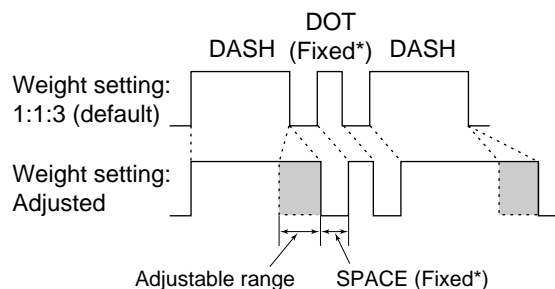 DOT
DASH (Fixed*) DASH
Weight setting:
1:1:3 (default)
Weight setting:
Adjusted
Adjustable range SPACE (Fixed*)